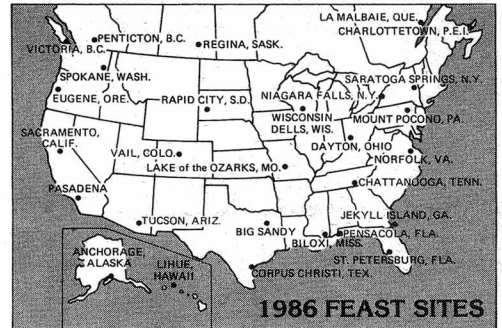 LA MALBAIE, QUE.
CHARLOTTETOWN, P.E.I.
PENTICTON, B.C.
VICTORIA, B.C.
REGINA, SASK.
SPOKANE, WASH.
SARATOGA SPRINGS, N.Y.
EUGENE, ORE.
RAPID CITY, S.D.
NIAGARA FALLS, N.Y.
WISCONSIN
DELLS, WIS.
MOUNT POCONO, PA.
SACRAMENTO,
CALIF.
VAIL, COLO.
DAYTON, OHIO
LAKE of the OZARKS, MO.
NORFOLK, VA.
PASADENA
CHATTANOOGA, TENN.
TUCSON, ARIZ.
JEKYLL ISLAND, GA.
BIG SANDY
PENSACOLA, FLA.
BILOXI, MISS.
ANCHORAGE,
ALASKA
LIHUE,
HAWAII
ST. PETERSBURG, FLA.
CORPUS CHRISTI, TEX.
1986 FEAST SITES